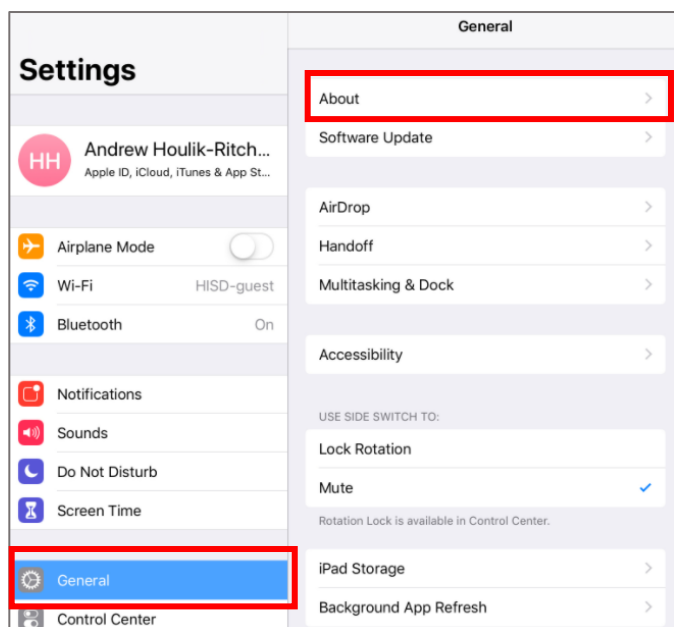 Settings
HH
Andrew Houlik-Ritch...
Apple ID, iCloud, iTunes & App St...
Airplane Mode
Wi-Fi HISD-guest
Bluetooth On
Notifications
Sounds
Do Not Disturb
Screen Time
General
Control Center
General
About
Software Update
AirDrop
Handoff
Multitasking & Dock
Accessibility
USE SIDE SWITCH TO:
Lock Rotation
Mute
Rotation Lock is available in Control Center.
iPad Storage
Background App Refresh